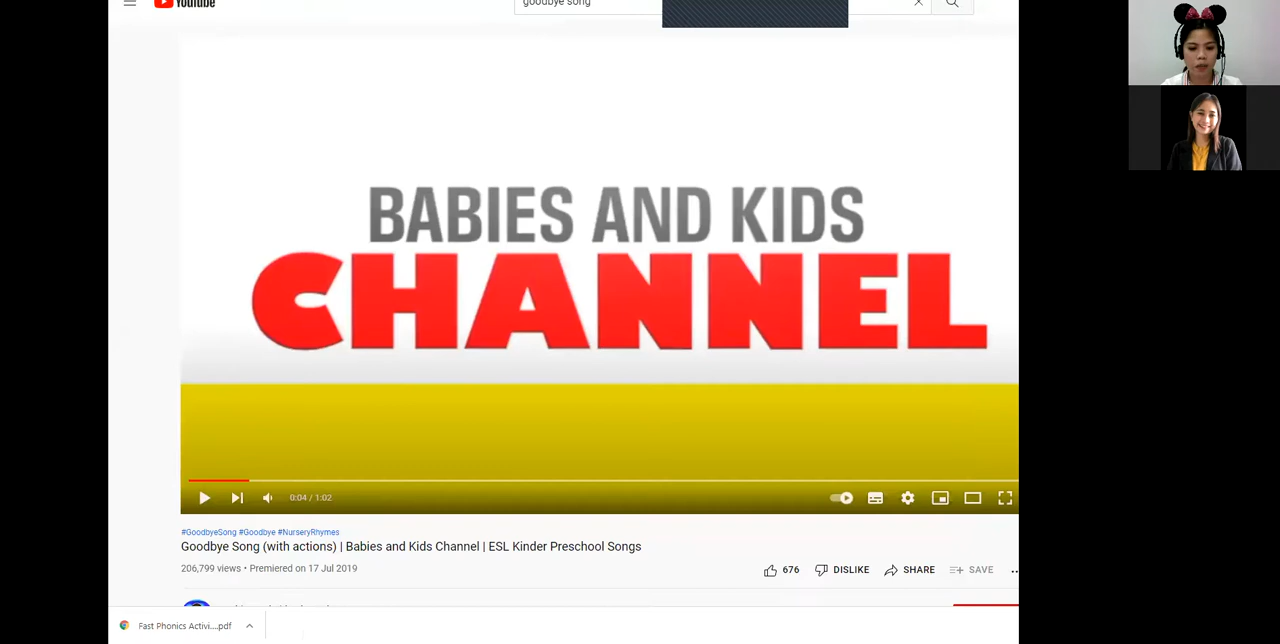 YouTube
goodbye song
BABIES AND KIDS
CHANNEL
0:04 / 1:02
#GoodbyeSong #Goodbye #NurseryRhymes
Goodbye Song (with actions) | Babies and Kids Channel | ESL Kinder Preschool Songs
206,799 views • Premiered on 17 Jul 2019
676 DISLIKE SHARE SAVE ...
Fast Phonics Activi....pdf